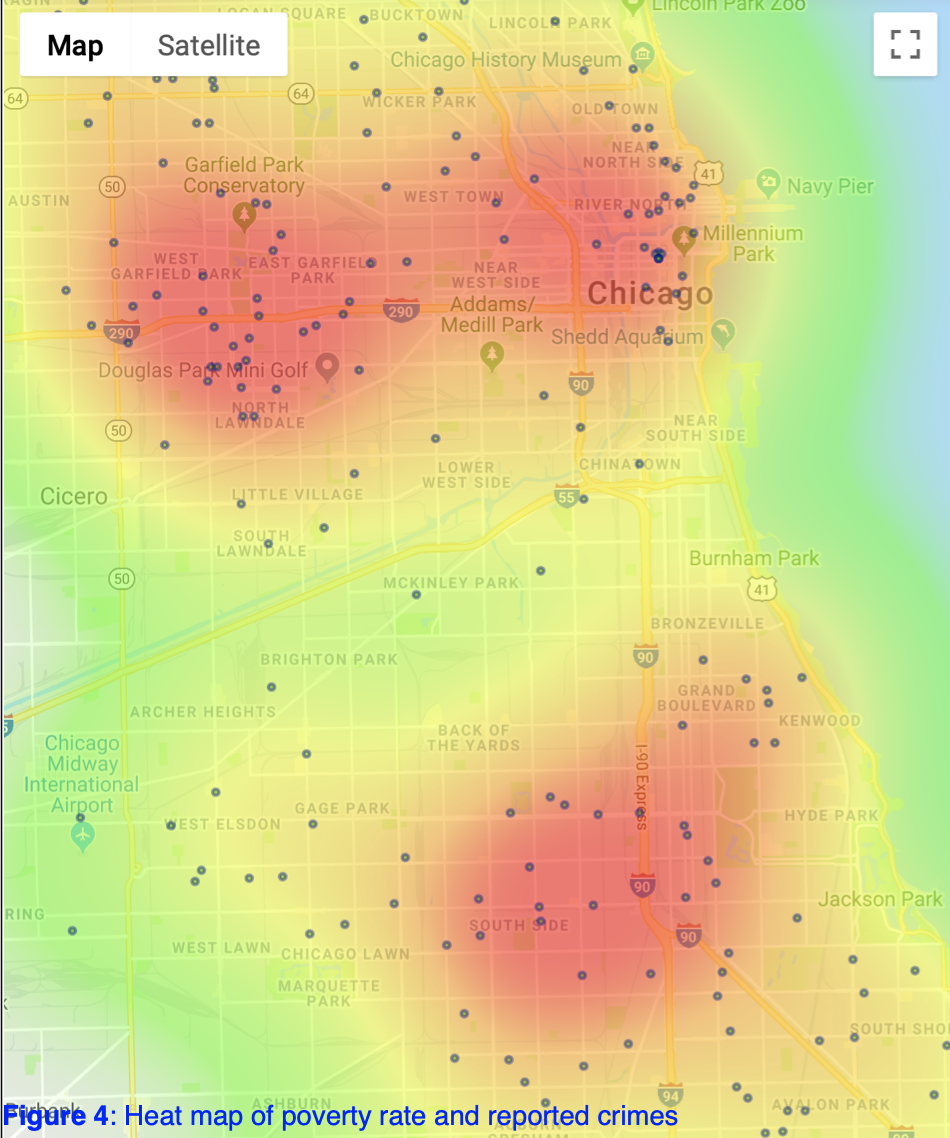 LOGAN SQUARE
BUCKTOWN
LINCOLN PARK
Lincoln Park Zoo
Map
Satellite
Chicago History Museum
64
64
WICKER PARK
OLD TOWN
NEAR
NORTH SIDE
Garfield Park
Conservatory
50
41
AUSTIN
WEST TOWN
RIVER NORTH
Navy Pier
Millennium
Park
WEST
GARFIELD PARK
EAST GARFIELD
PARK
NEAR
WEST SIDE
Chicago
290
290
Addams/
Medill Park
Shedd Aquarium
Douglas Park Mini Golf
90
NORTH
LAWNDALE
50
NEAR
SOUTH SIDE
LOWER
WEST SIDE
CHINATOWN
Cicero
LITTLE VILLAGE
55
SOUTH
LAWNDALE
Burnham Park
50
MCKINLEY PARK
41
BRONZEVILLE
BRIGHTON PARK
90
GRAND
BOULEVARD
ARCHER HEIGHTS
KENWOOD
BACK OF
THE YARDS
Chicago
Midway
International
Airport
I-90 Express
GAGE PARK
WEST ELSDON
HYDE PARK
90
Jackson Park
RING
SOUTH SIDE
90
WEST LAWN
CHICAGO LAWN
MARQUETTE
PARK
SOUTH SHO
94
AVALON PARK
ASHBURN
Burbank
Figure 4: Heat map of poverty rate and reported crimes
GRESHAM